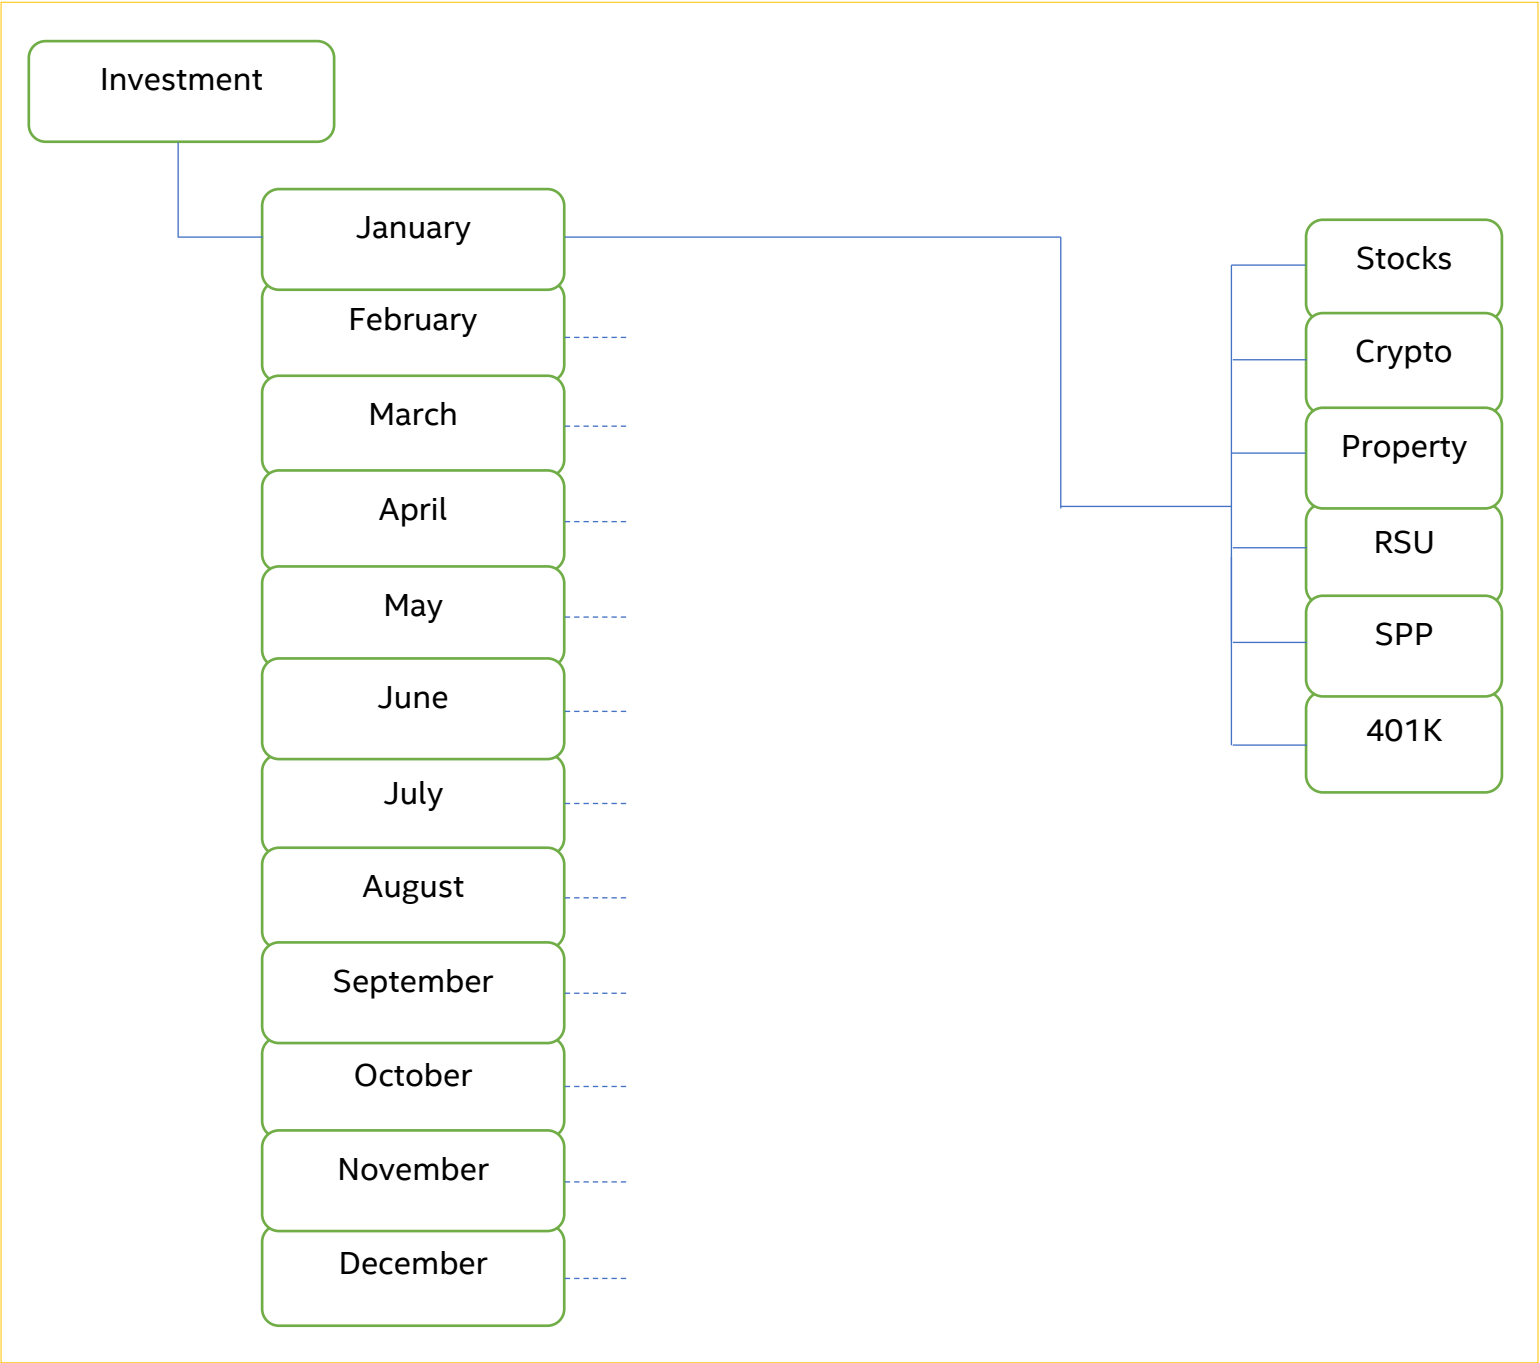 Investment
January
February
March
April
May
June
July
August
September
October
November
December
Stocks
Crypto
Property
RSU
SPP
401K